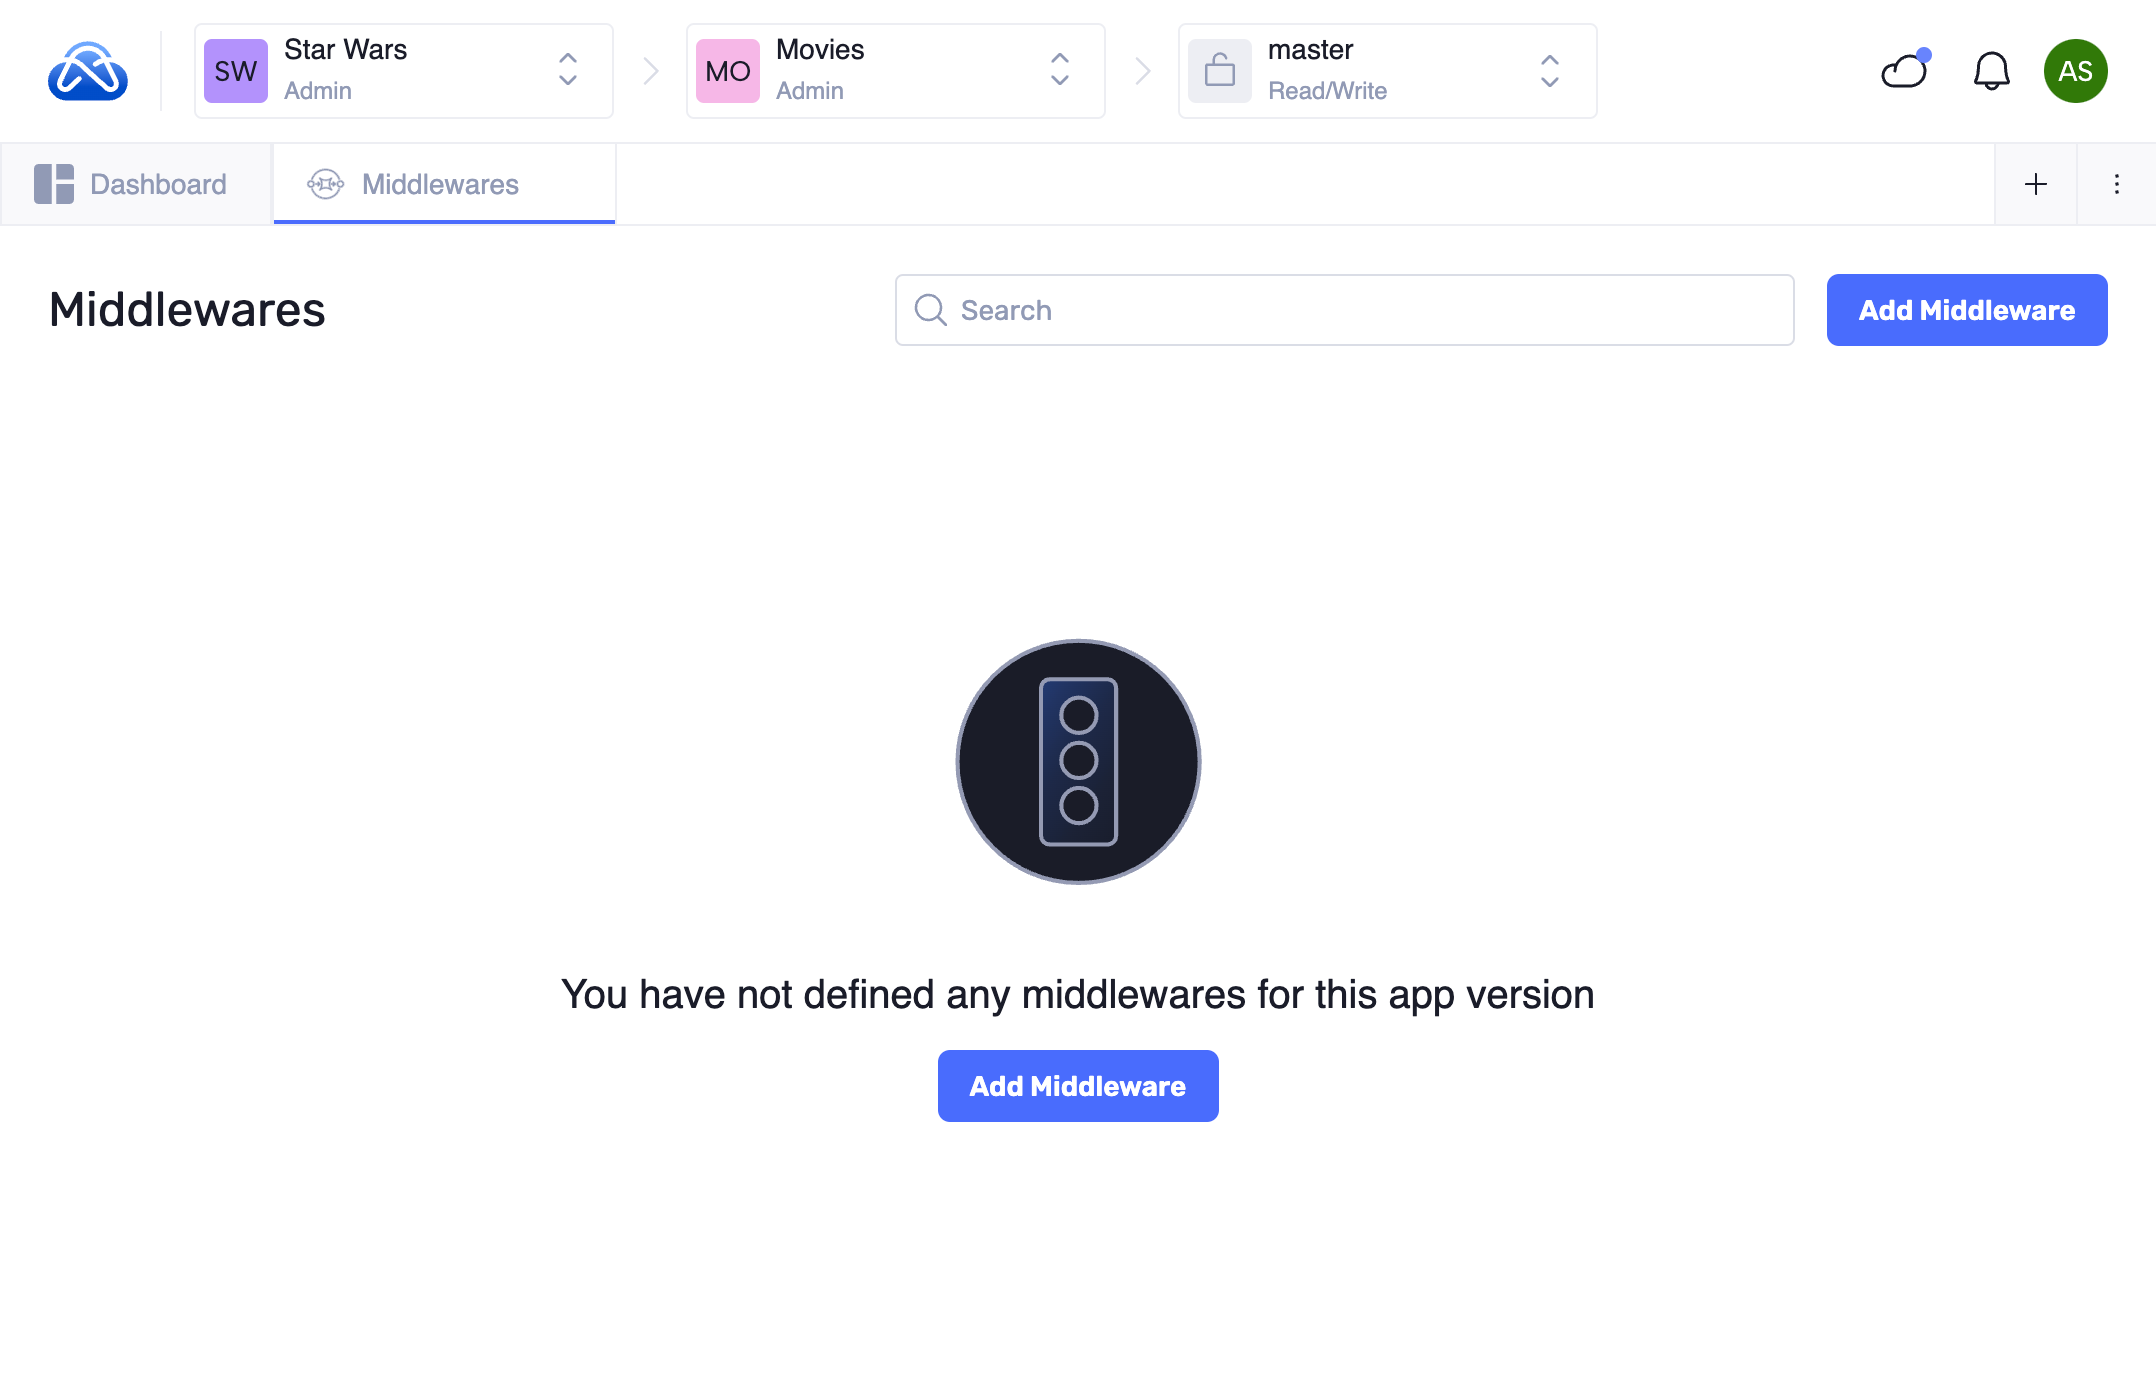 SW
Star Wars
Admin
MO
Movies
Admin
master
Read/Write
AS
Dashboard
Middlewares
Middlewares
Search
Add Middleware
You have not defined any middlewares for this app version
Add Middleware